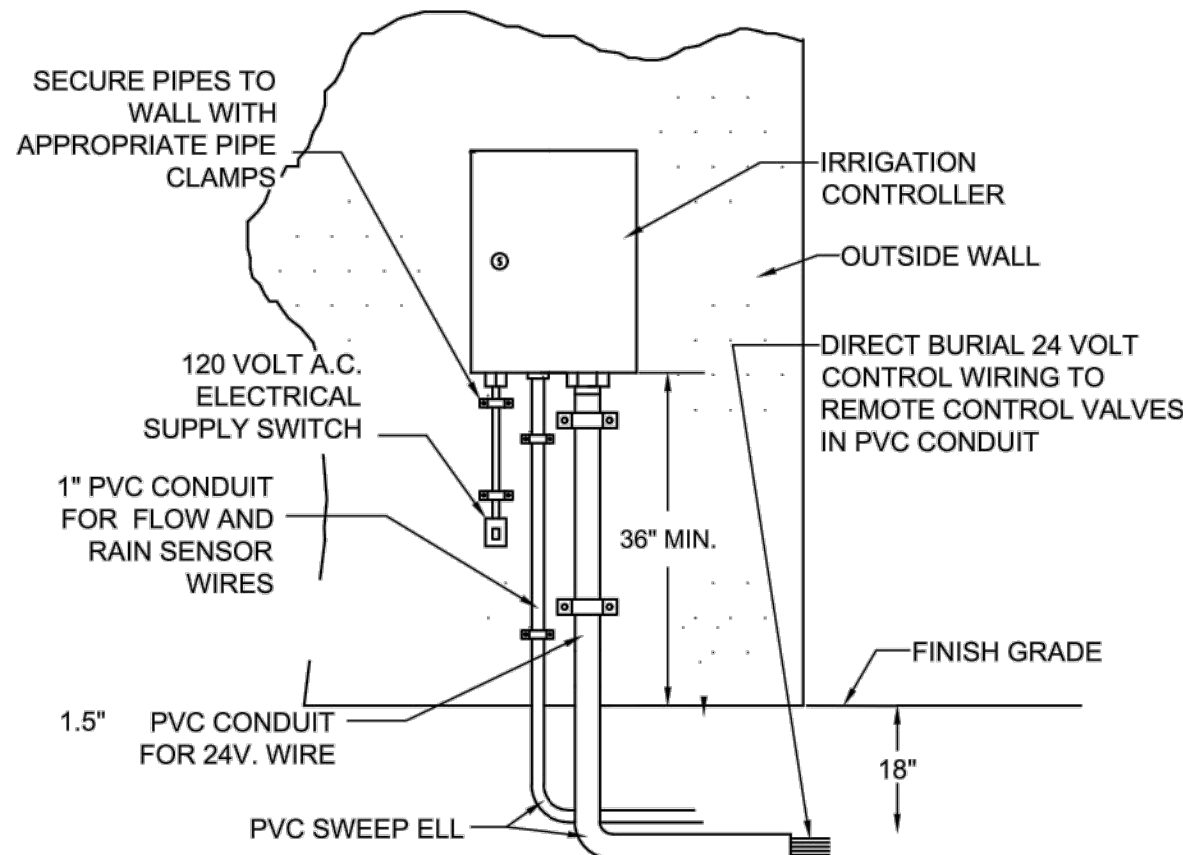 SECURE PIPES TO
WALL WITH
APPROPRIATE PIPE
CLAMPS
IRRIGATION
CONTROLLER
OUTSIDE WALL
120 VOLT A.C.
ELECTRICAL
SUPPLY SWITCH
DIRECT BURIAL 24 VOLT
CONTROL WIRING TO
REMOTE CONTROL VALVES
IN PVC CONDUIT
1" PVC CONDUIT
FOR FLOW AND
RAIN SENSOR
WIRES
36" MIN.
FINISH GRADE
1.5" PVC CONDUIT
FOR 24V. WIRE
18"
PVC SWEEP ELL